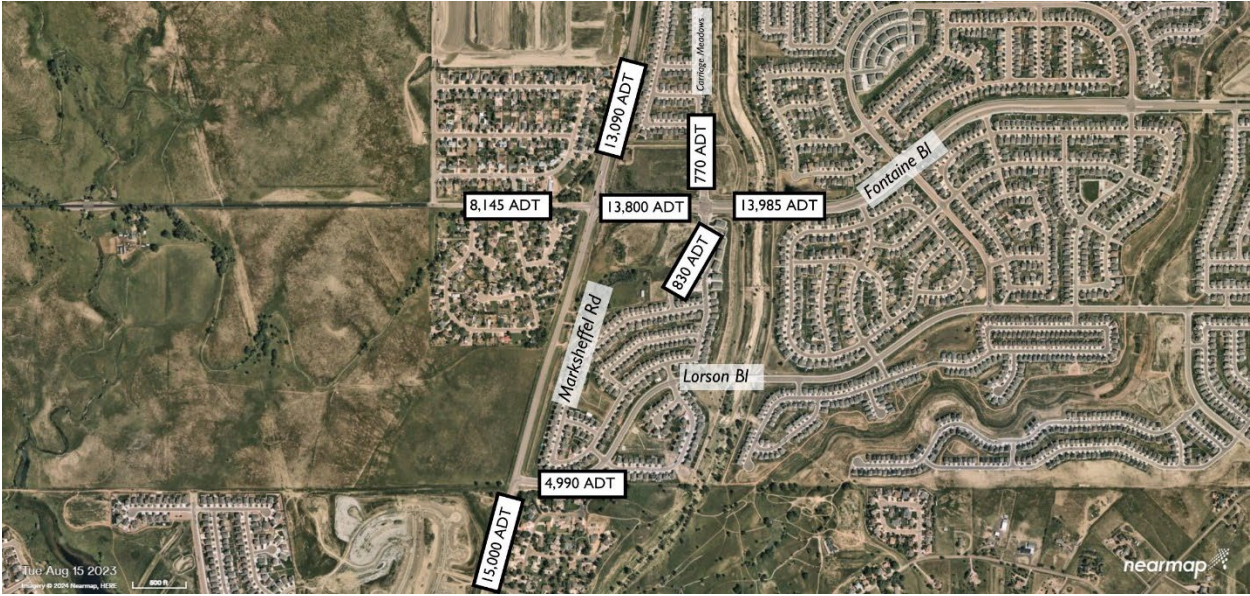 Carriage Meadows
13,090 ADT
770 ADT
Fontaine Bl
8,145 ADT
13,800 ADT
13,985 ADT
830 ADT
Marksheffel Rd
Lorson Bl
4,990 ADT
15,000 ADT
Tue Aug 15 2023
Imagery © 2024 Nearmap, HERE
800 ft
nearmap